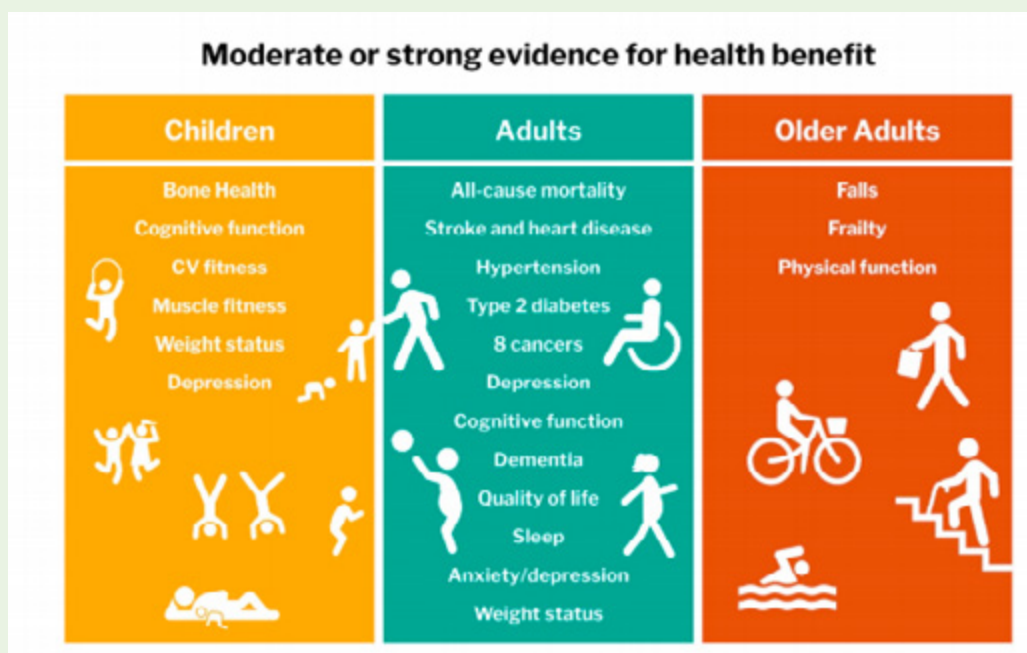 Moderate or strong evidence for health benefit
Children
Bone Health
Cognitive function
CV fitness
Muscle fitness
Weight status
Depression
Adults
All-cause mortality
Stroke and heart disease
Hypertension
Type 2 diabetes
8 cancers
Depression
Cognitive function
Dementia
Quality of life
Sleep
Anxiety/depression
Weight status
Older Adults
Falls
Frailty
Physical function